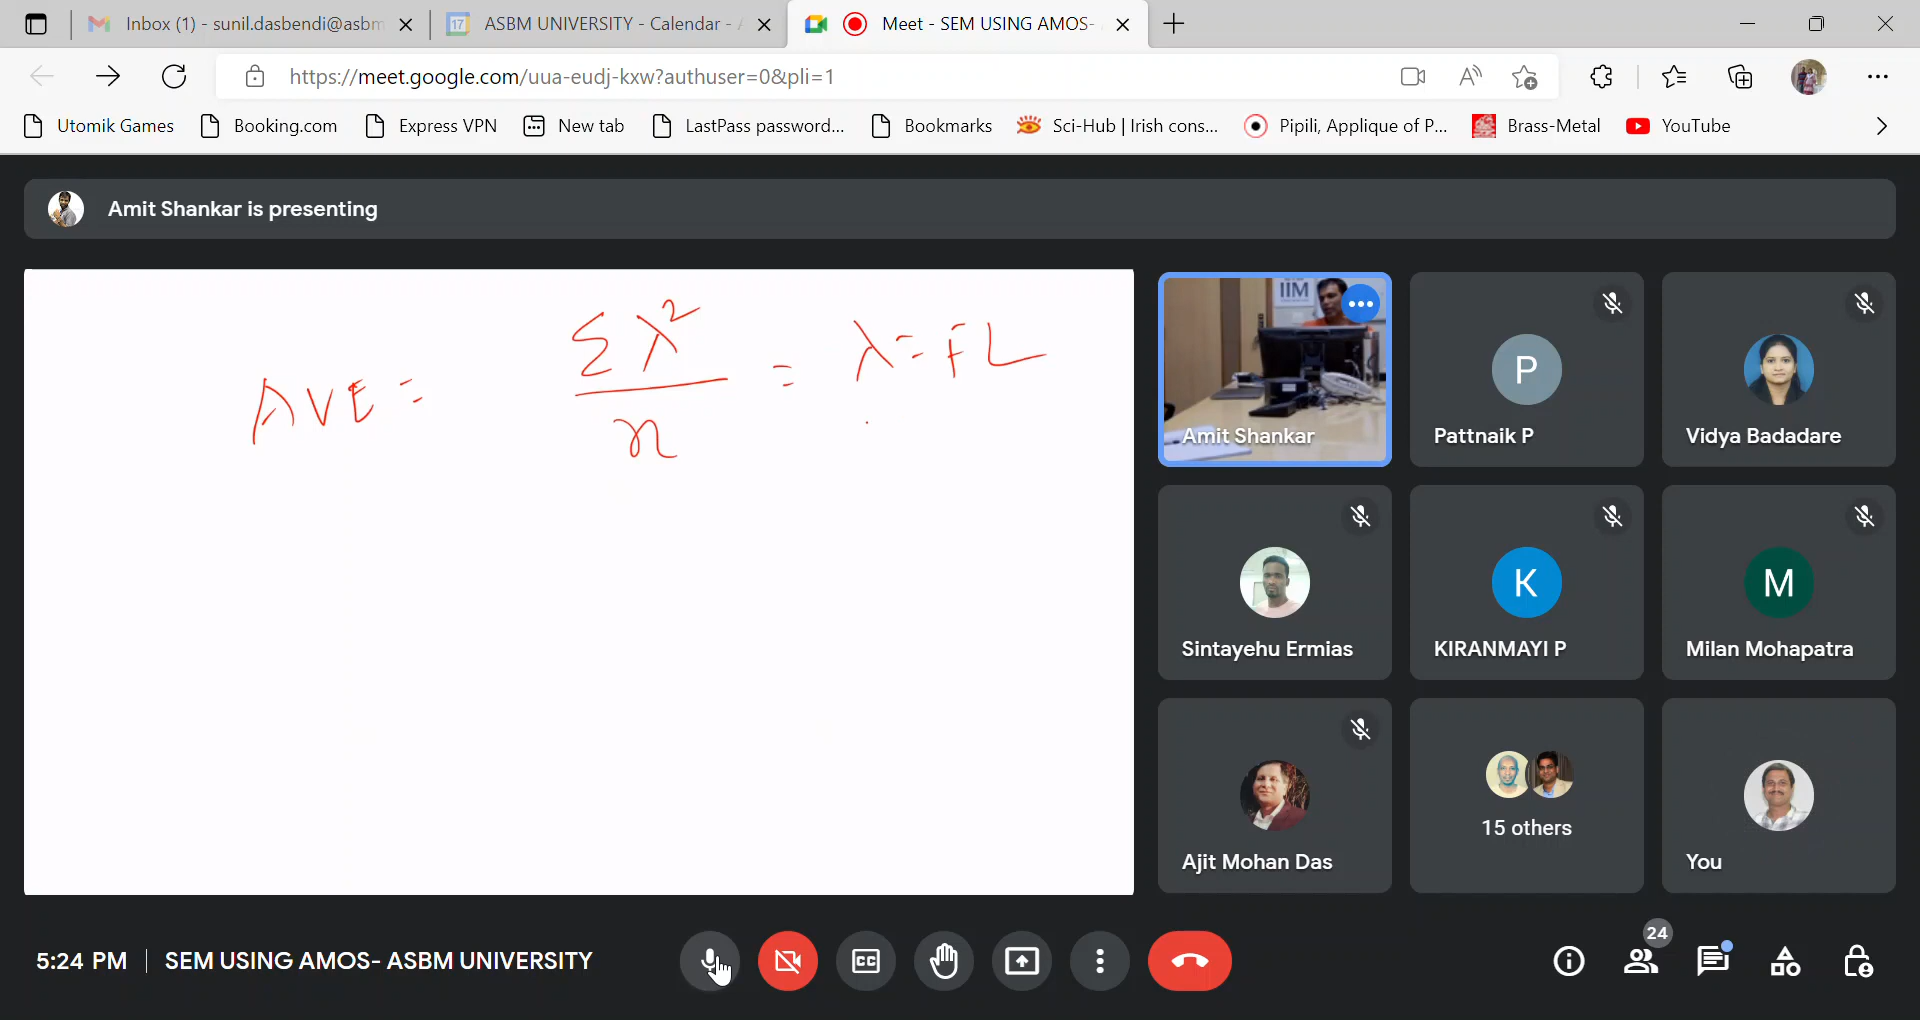 Inbox (1) - sunil.dasbendi@asbm
ASBM UNIVERSITY - Calendar - A
Meet - SEM USING AMOS-
https://meet.google.com/uua-eudj-kxw?authuser=0&pli=1
Utomik Games
Booking.com
Express VPN
New tab
LastPass password...
Bookmarks
Sci-Hub | Irish cons...
Pipili, Applique of P...
Brass-Metal
YouTube
Amit Shankar is presenting
AVE = Σ λ² / n = λ = FL
IIM
Amit Shankar
P
Pattnaik P
Vidya Badadare
Sintayehu Ermias
K
KIRANMAYI P
M
Milan Mohapatra
Ajit Mohan Das
15 others
You
5:24 PM
SEM USING AMOS- ASBM UNIVERSITY
CC
24